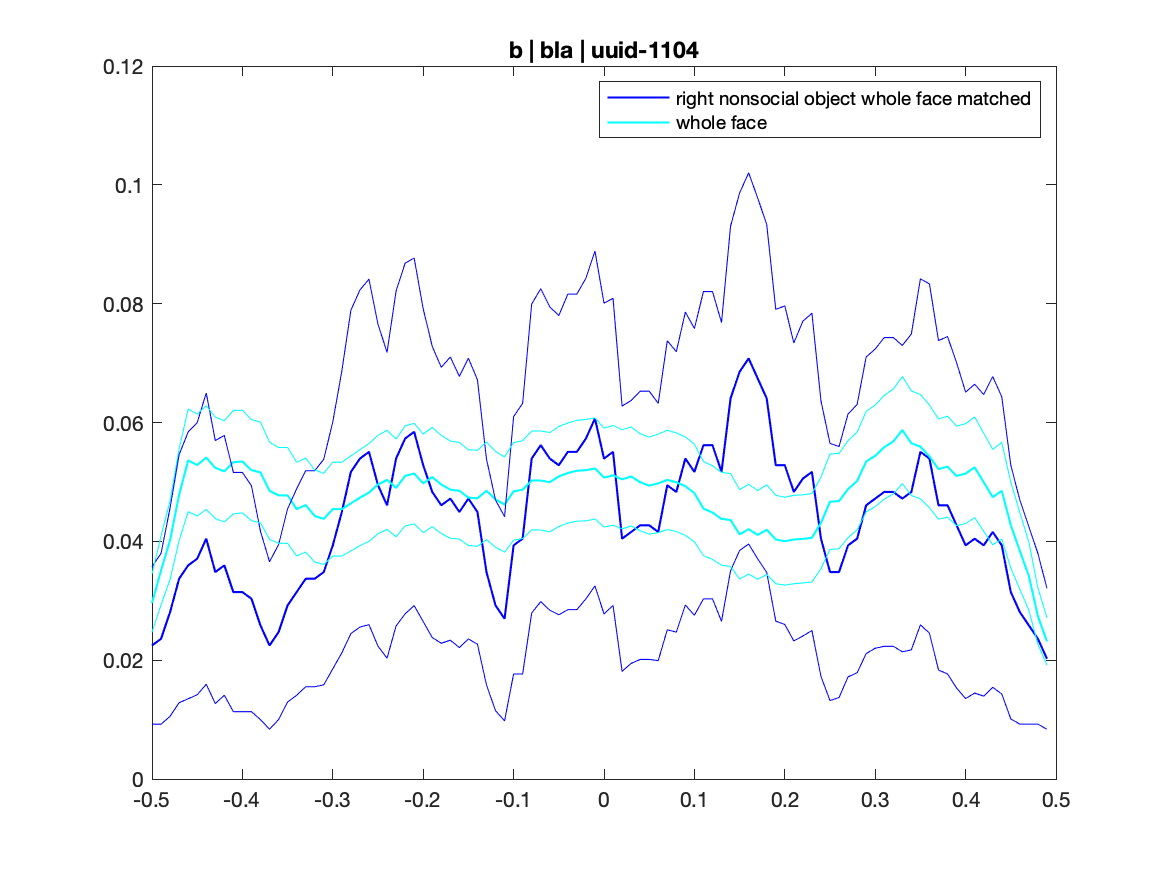 b | bla | uuid-1104
right nonsocial object whole face matched
whole face
0.12
0.1
0.08
0.06
0.04
0.02
0
-0.5 -0.4 -0.3 -0.2 -0.1 0 0.1 0.2 0.3 0.4 0.5